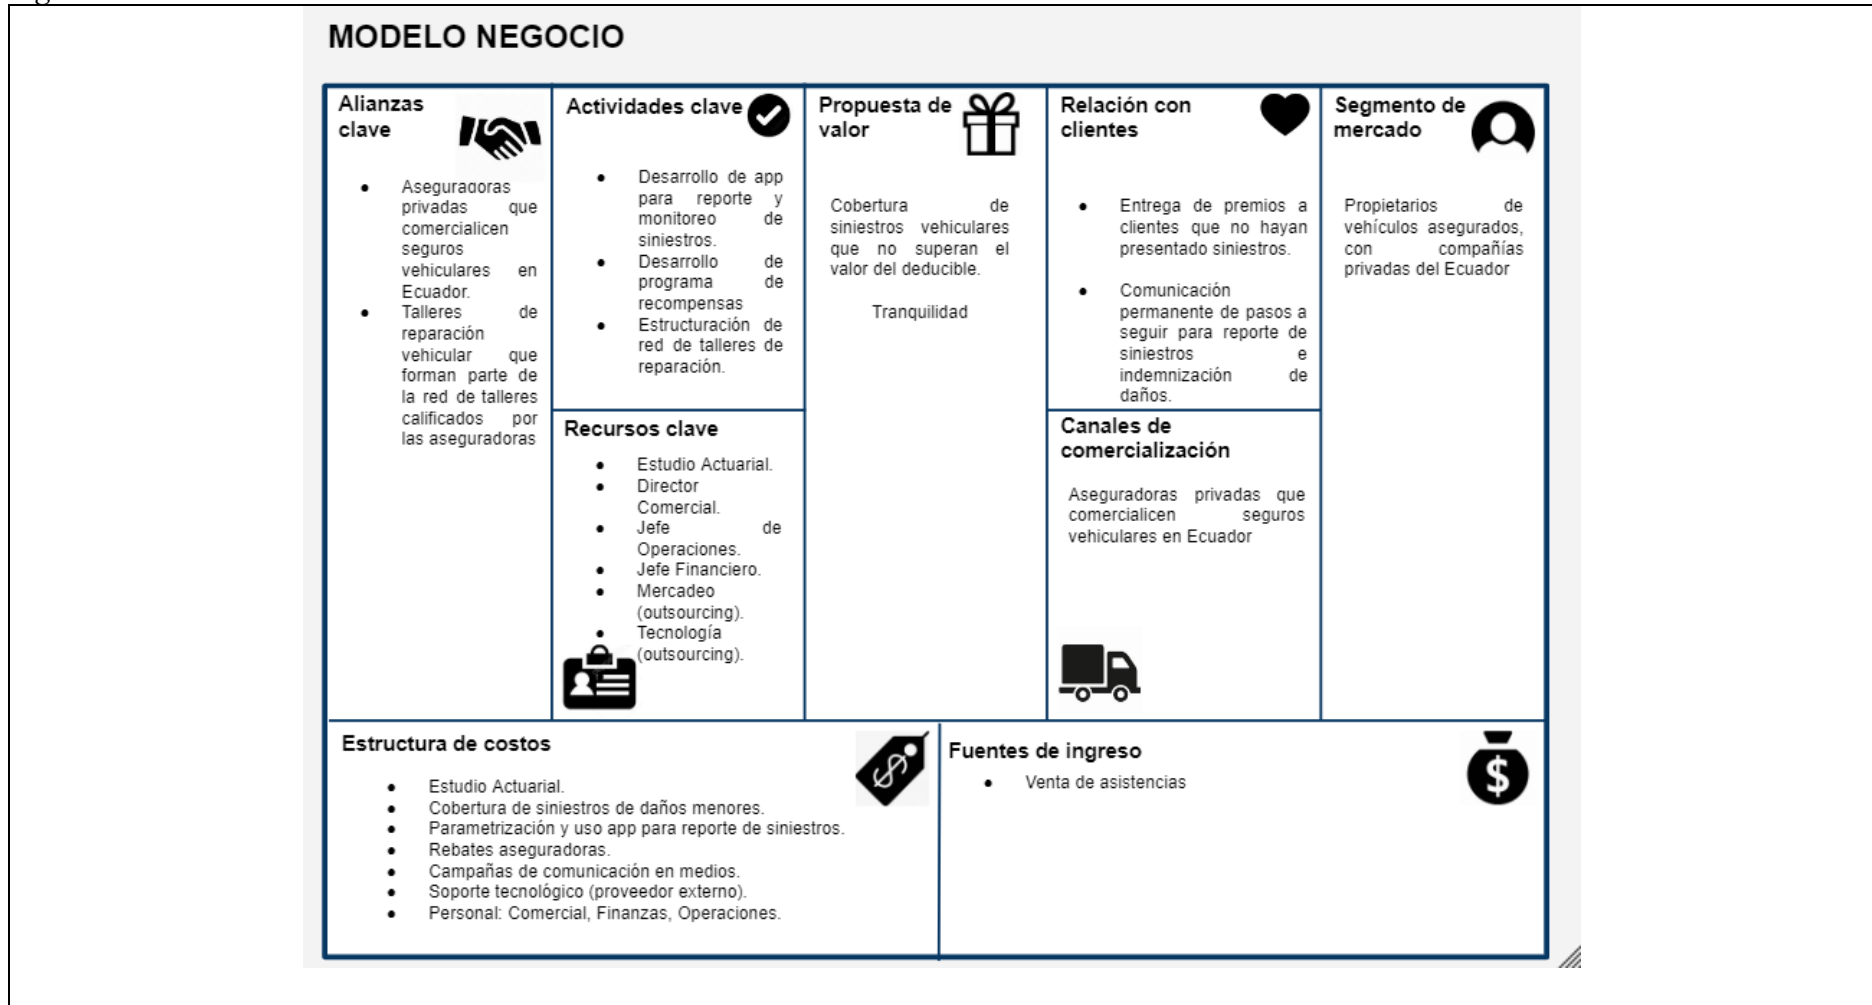 MODELO NEGOCIO
Alianzas
clave
Aseguradoras
privadas que
comercialicen
seguros
vehiculares en
Ecuador.
Talleres de
reparación
vehicular que
forman parte de
la red de talleres
calificados por
las aseguradoras
Actividades clave
Desarrollo de app
para reporte y
monitoreo de
siniestros.
Desarrollo de
programa de
recompensas
Estructuración de
red de talleres de
reparación.
Recursos clave
Estudio Actuarial.
Director
Comercial.
Jefe de
Operaciones.
Jefe Financiero.
Mercadeo
(outsourcing).
Tecnología
(outsourcing).
Propuesta de
valor
Cobertura de
siniestros vehiculares
que no superan el
valor del deducible.
Tranquilidad
Relación con
clientes
Entrega de premios a
clientes que no hayan
presentado siniestros.
Comunicación
permanente de pasos a
seguir para reporte de
siniestros e
indemnización de
daños.
Canales de
comercialización
Aseguradoras privadas que
comercialicen seguros
vehiculares en Ecuador
Segmento de
mercado
Propietarios de
vehículos asegurados,
con compañías
privadas del Ecuador
Estructura de costos
Estudio Actuarial.
Cobertura de siniestros de daños menores.
Parametrización y uso app para reporte de siniestros.
Rebates aseguradoras.
Campañas de comunicación en medios.
Soporte tecnológico (proveedor externo).
Personal: Comercial, Finanzas, Operaciones.
Fuentes de ingreso
Venta de asistencias